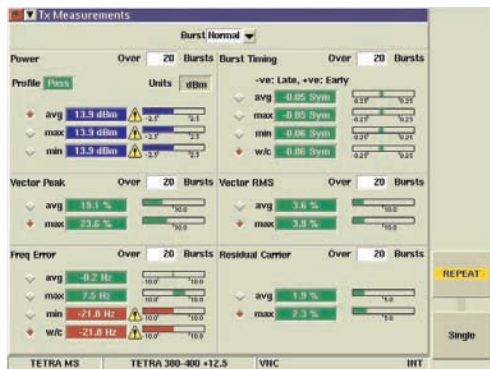 Tx Measurements
Burst Normal
Power Over 20 Bursts
Profile Pass Units dBm
avg 13.9 dBm
max 13.9 dBm
min 13.9 dBm
Burst Timing Over 20 Bursts
-ve: Late, +ve: Early
avg -0.05 Sym
max -0.05 Sym
min -0.06 Sym
w/c -0.06 Sym
Vector Peak Over 20 Bursts
avg 19.1 %
max 23.6 %
Vector RMS Over 20 Bursts
avg 3.6 %
max 3.9 %
Freq Error Over 20 Bursts
avg -0.2 Hz
max 7.5 Hz
min -21.8 Hz
w/c -21.8 Hz
Residual Carrier Over 20 Bursts
avg 1.9 %
max 2.3 %
REPEAT
Single
TETRA MS TETRA 380-400 +12.5 VNC INT